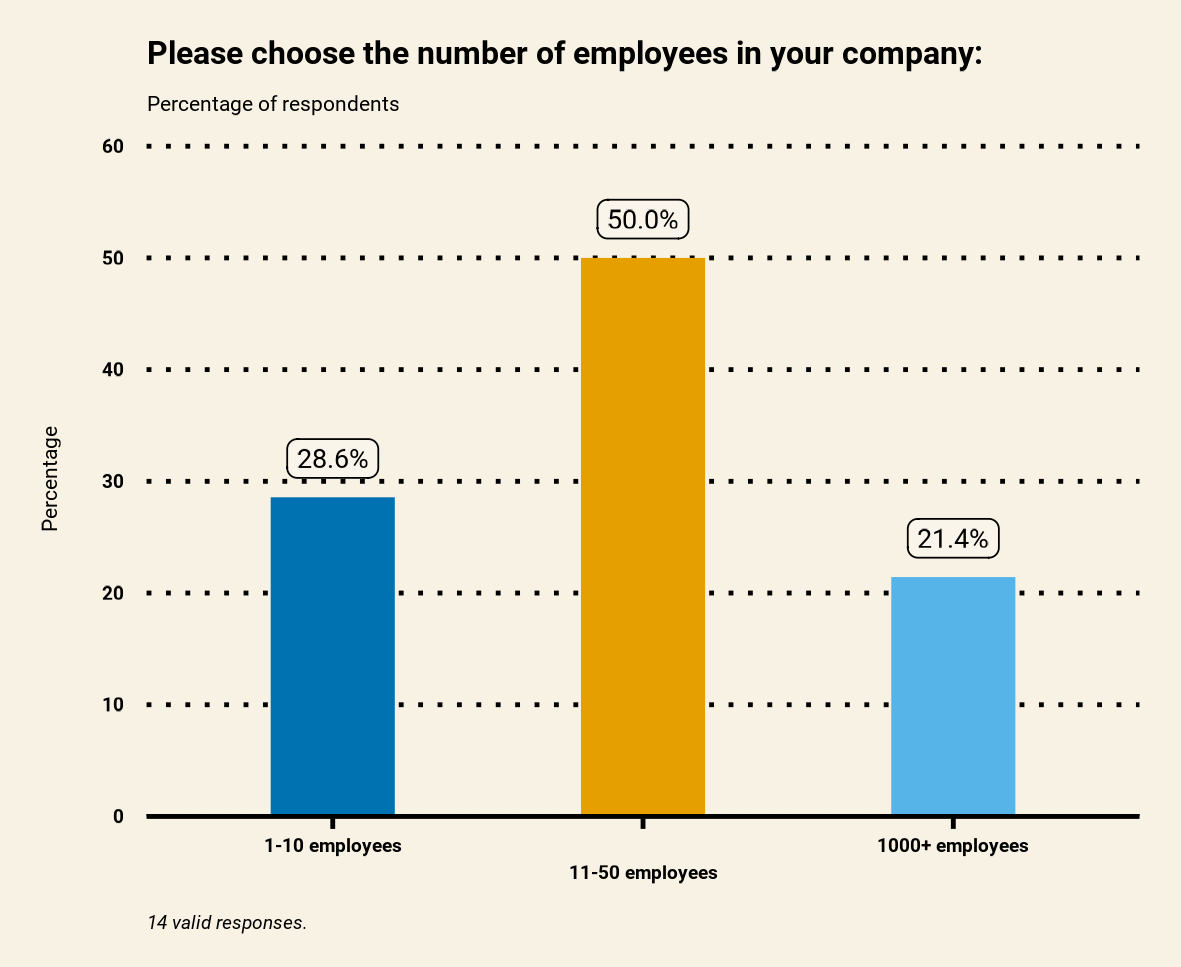 Please choose the number of employees in your company:
Percentage of respondents
60
50.0%
50
40
Percentage
28.6%
30
21.4%
20
10
0
1-10 employees
11-50 employees
1000+ employees
14 valid responses.